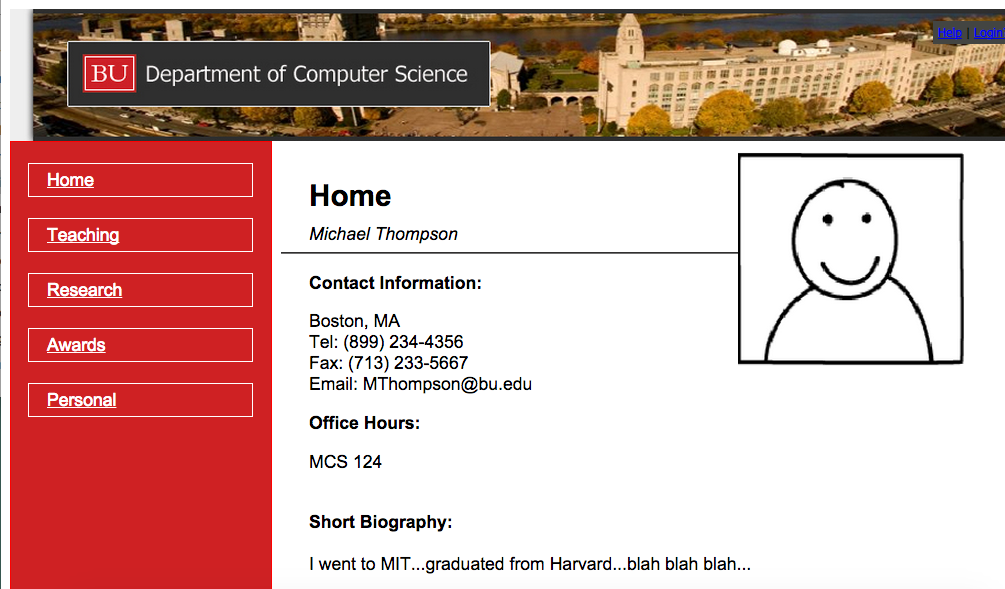 Help | Login
BU Department of Computer Science
Home
Teaching
Research
Awards
Personal
Home
Michael Thompson
Contact Information:
Boston, MA
Tel: (899) 234-4356
Fax: (713) 233-5667
Email: MThompson@bu.edu
Office Hours:
MCS 124
Short Biography:
I went to MIT...graduated from Harvard...blah blah blah...